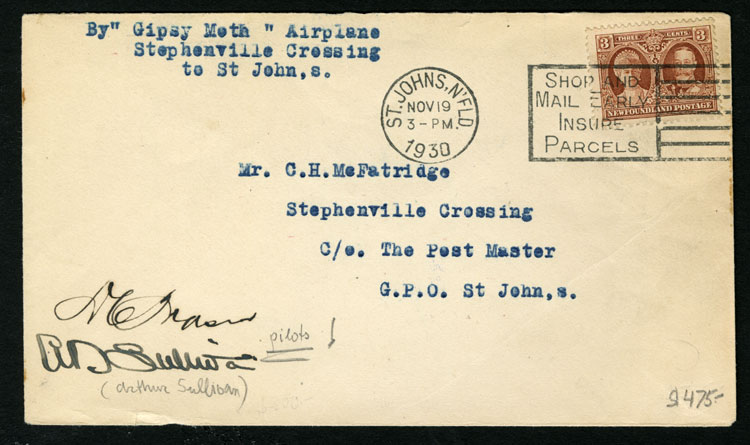 By" Gipsy Moth " Airplane
Stephenville Crossing
to St John,s.
3 THREE CENTS 3
NEWFOUNDLAND POSTAGE
ST. JOHNS, N'FLD
NOV 19
3 - PM.
1930
SHOP AND
MAIL EARLY
INSURE
PARCELS
Mr. C.H.McFatridge
Stephenville Crossing
C/o. The Post Master
G.P.O. St John,s.
D C Fraser
A D Sullivan
pilots !
(Arthur Sullivan)
$ 475-